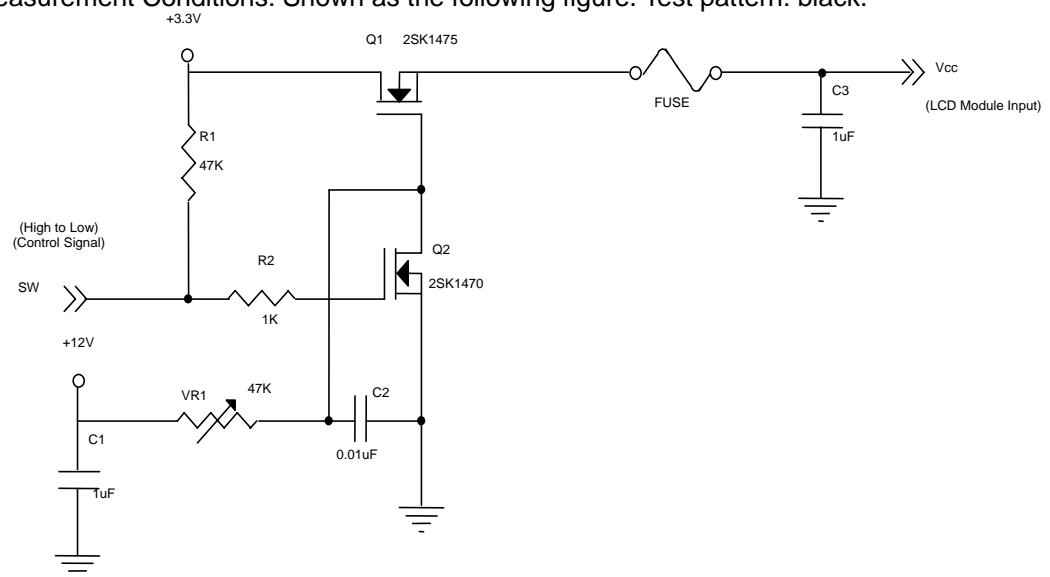 easurement Conditions: Shown as the following figure. Test pattern: black.
+3.3V
Q1 2SK1475
Vcc
C3
(LCD Module Input)
FUSE
1uF
R1
47K
(High to Low)
(Control Signal)
Q2
R2
SW
2SK1470
1K
+12V
47K
VR1
C2
C1
0.01uF
1uF